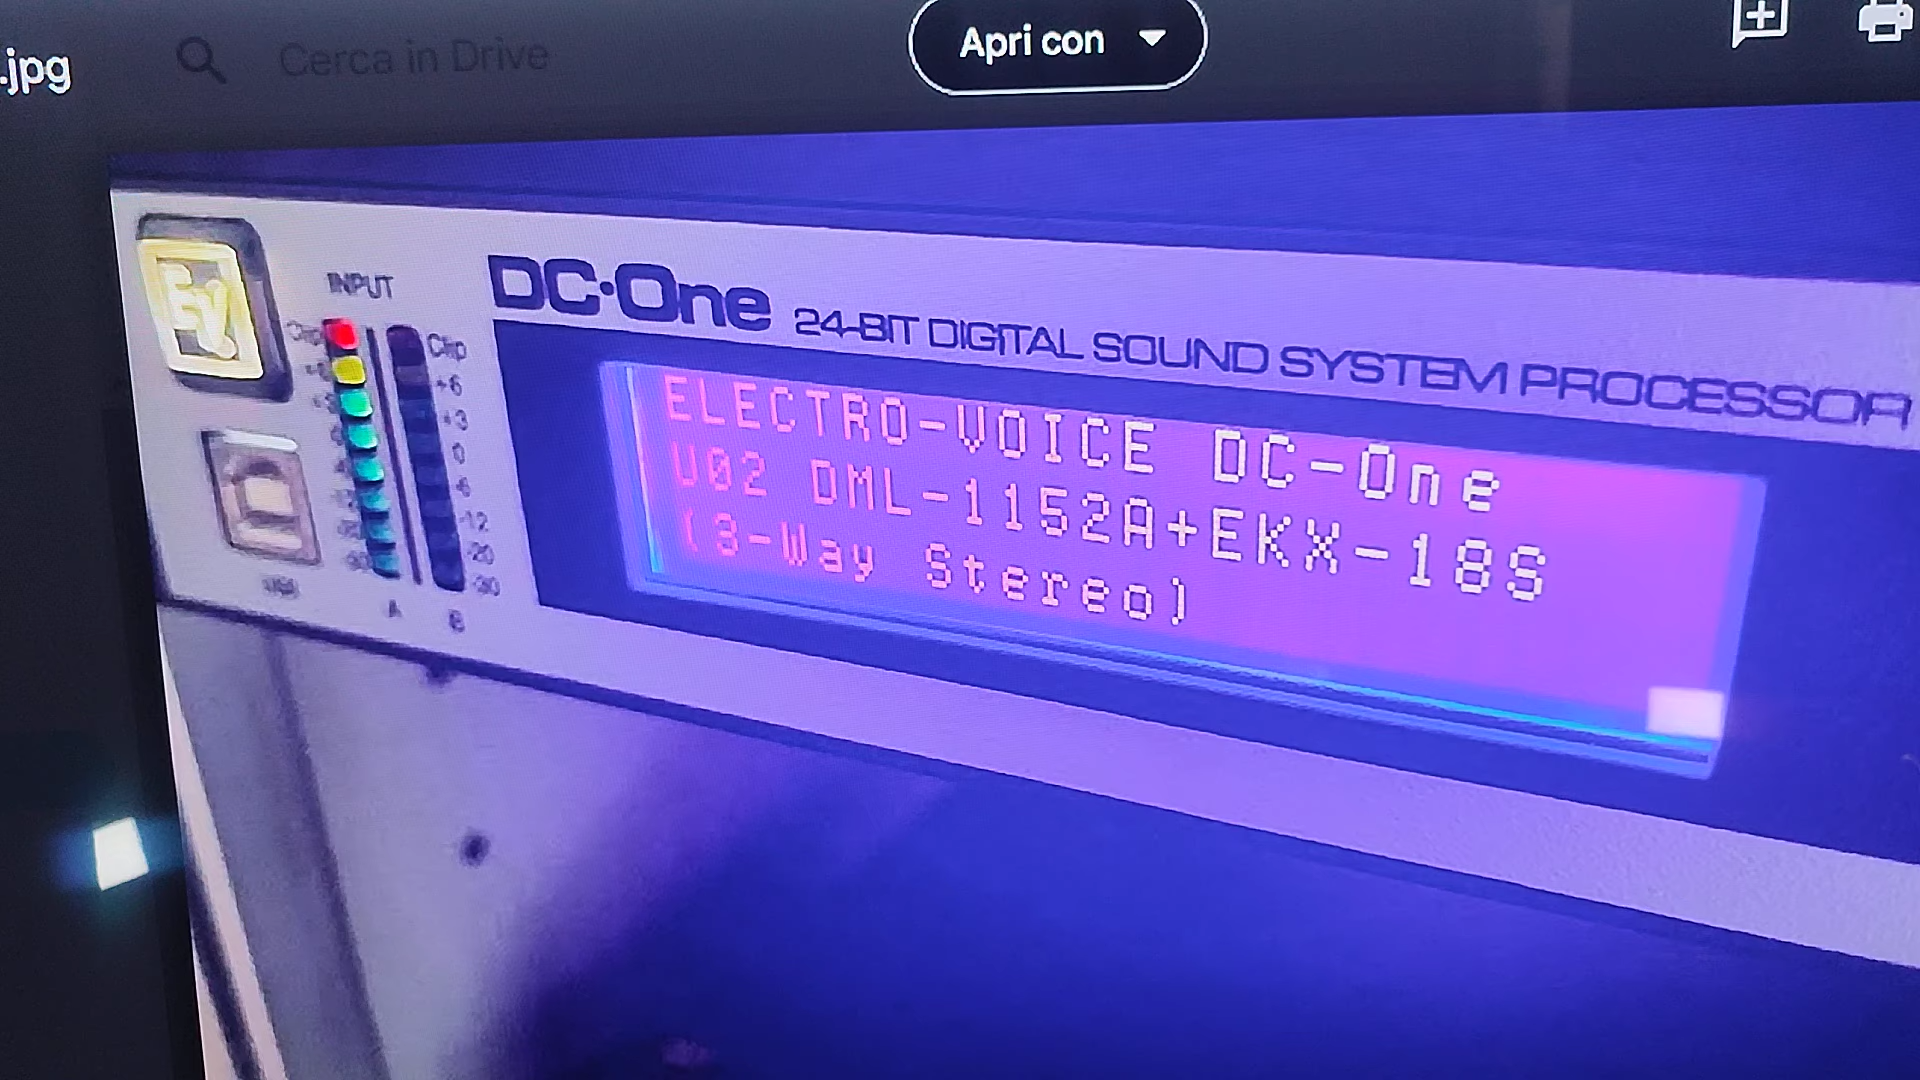 .jpg
Cerca in Drive
Apri con
EV
INPUT
Clip
Clip
+6
+3
0
-6
-12
-20
-30
A
B
USB
DC·One 24-BIT DIGITAL SOUND SYSTEM PROCESSOR
ELECTRO-VOICE DC-One
U02 DML-1152A+EKX-18S
(3-Way Stereo)